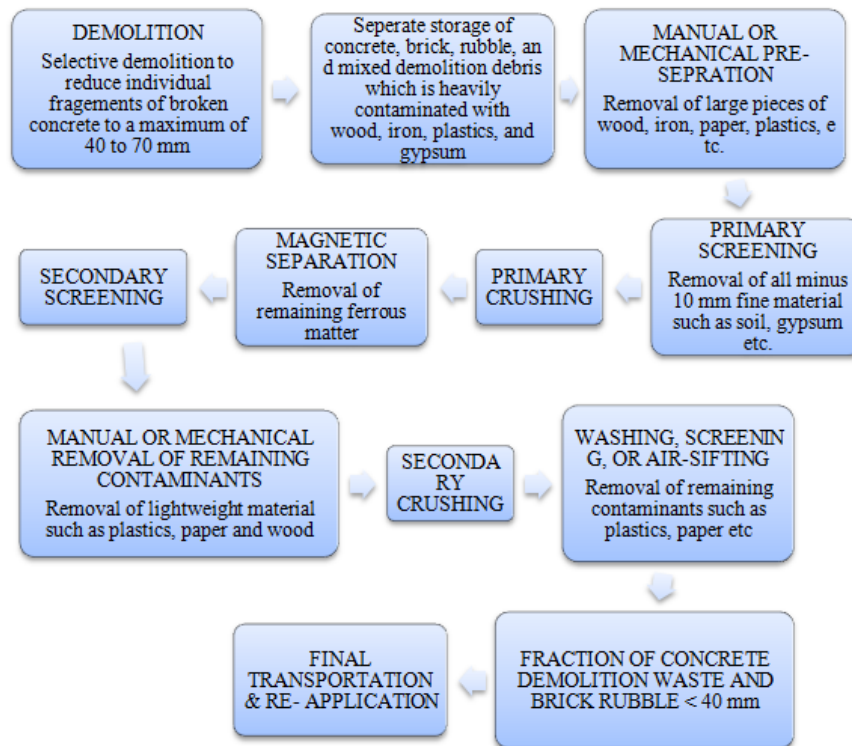 DEMOLITION
Selective demolition to
reduce individual
fragements of broken
concrete to a maximum of
40 to 70 mm
Seperate storage of
concrete, brick, rubble, an
d mixed demolition debris
which is heavily
contaminated with
wood, iron, plastics, and
gypsum
MANUAL OR
MECHANICAL PRE-
SEPRATION
Removal of large pieces of
wood, iron, paper, plastics, e
tc.
PRIMARY
SCREENING
Removal of all minus
10 mm fine material
such as soil, gypsum
etc.
PRIMARY
CRUSHING
MAGNETIC
SEPARATION
Removal of
remaining ferrous
matter
SECONDARY
SCREENING
MANUAL OR MECHANICAL
REMOVAL OF REMAINING
CONTAMINANTS
Removal of lightweight material
such as plastics, paper and wood
SECONDA
RY
CRUSHING
WASHING, SCREENIN
G, OR AIR-SIFTING
Removal of remaining
contaminants such as
plastics, paper etc
FRACTION OF CONCRETE
DEMOLITION WASTE AND
BRICK RUBBLE < 40 mm
FINAL
TRANSPORTATION
& RE- APPLICATION